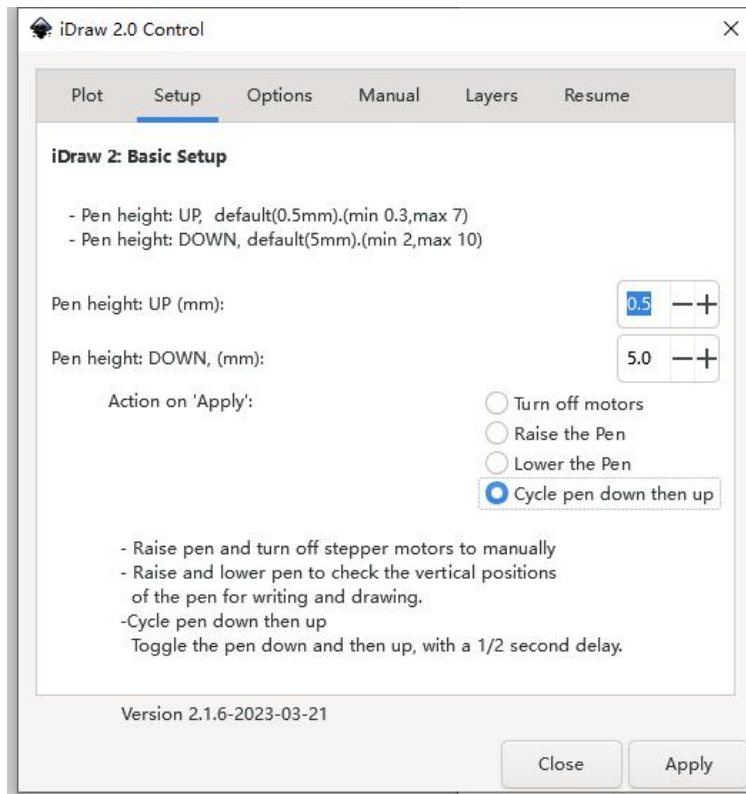 iDraw 2.0 Control
Plot Setup Options Manual Layers Resume
iDraw 2: Basic Setup
- Pen height: UP, default(0.5mm).(min 0.3,max 7)
- Pen height: DOWN, default(5mm).(min 2,max 10)
Pen height: UP (mm): 0.5
Pen height: DOWN, (mm): 5.0
Action on 'Apply': Turn off motors
Raise the Pen
Lower the Pen
Cycle pen down then up
- Raise pen and turn off stepper motors to manually
- Raise and lower pen to check the vertical positions
of the pen for writing and drawing.
-Cycle pen down then up
Toggle the pen down and then up, with a 1/2 second delay.
Version 2.1.6-2023-03-21
Close Apply